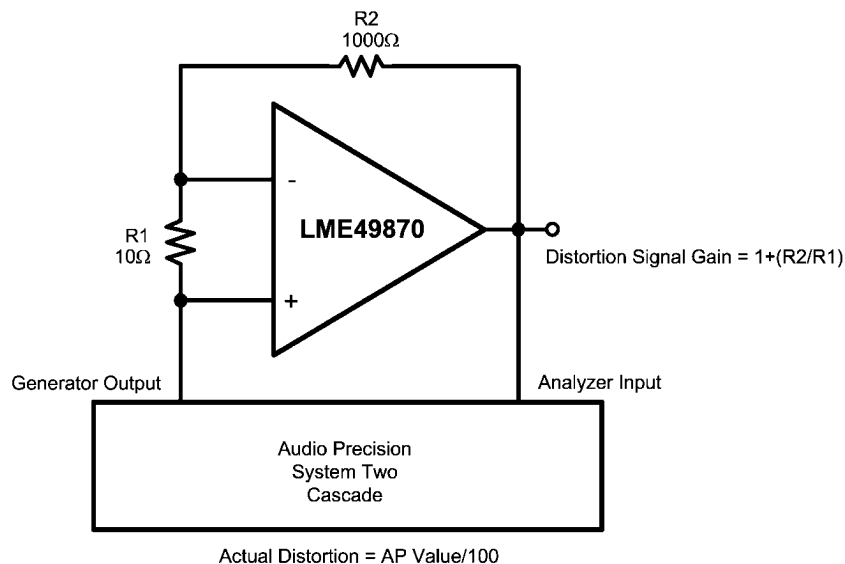 R2
1000Ω
-
R1
10Ω
LME49870
+
Distortion Signal Gain = 1+(R2/R1)
Generator Output
Analyzer Input
Audio Precision
System Two
Cascade
Actual Distortion = AP Value/100